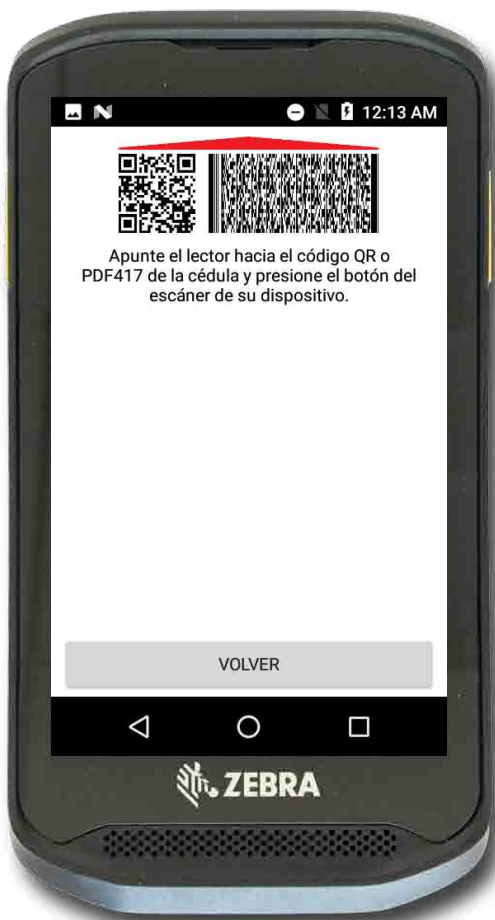 12:13 AM
Apunte el lector hacia el código QR o
PDF417 de la cédula y presione el botón del
escáner de su dispositivo.
VOLVER
ZEBRA